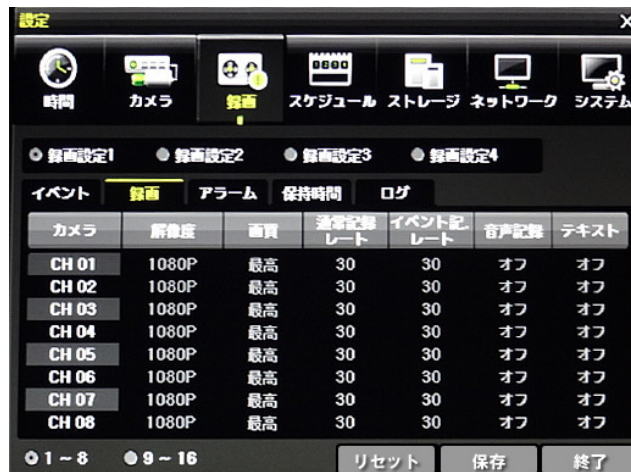 設定 X
時間 カメラ 録画 スケジュール ストレージ ネットワーク システム
録画設定1 録画設定2 録画設定3 録画設定4
イベント 録画 アラーム 保持時間 ログ
カメラ 解像度 画質 通常記録レート イベント記.レート 音声記録 テキスト
CH 01 1080P 最高 30 30 オフ オフ
CH 02 1080P 最高 30 30 オフ オフ
CH 03 1080P 最高 30 30 オフ オフ
CH 04 1080P 最高 30 30 オフ オフ
CH 05 1080P 最高 30 30 オフ オフ
CH 06 1080P 最高 30 30 オフ オフ
CH 07 1080P 最高 30 30 オフ オフ
CH 08 1080P 最高 30 30 オフ オフ
1 ~ 8 9 ~ 16 リセット 保存 終了